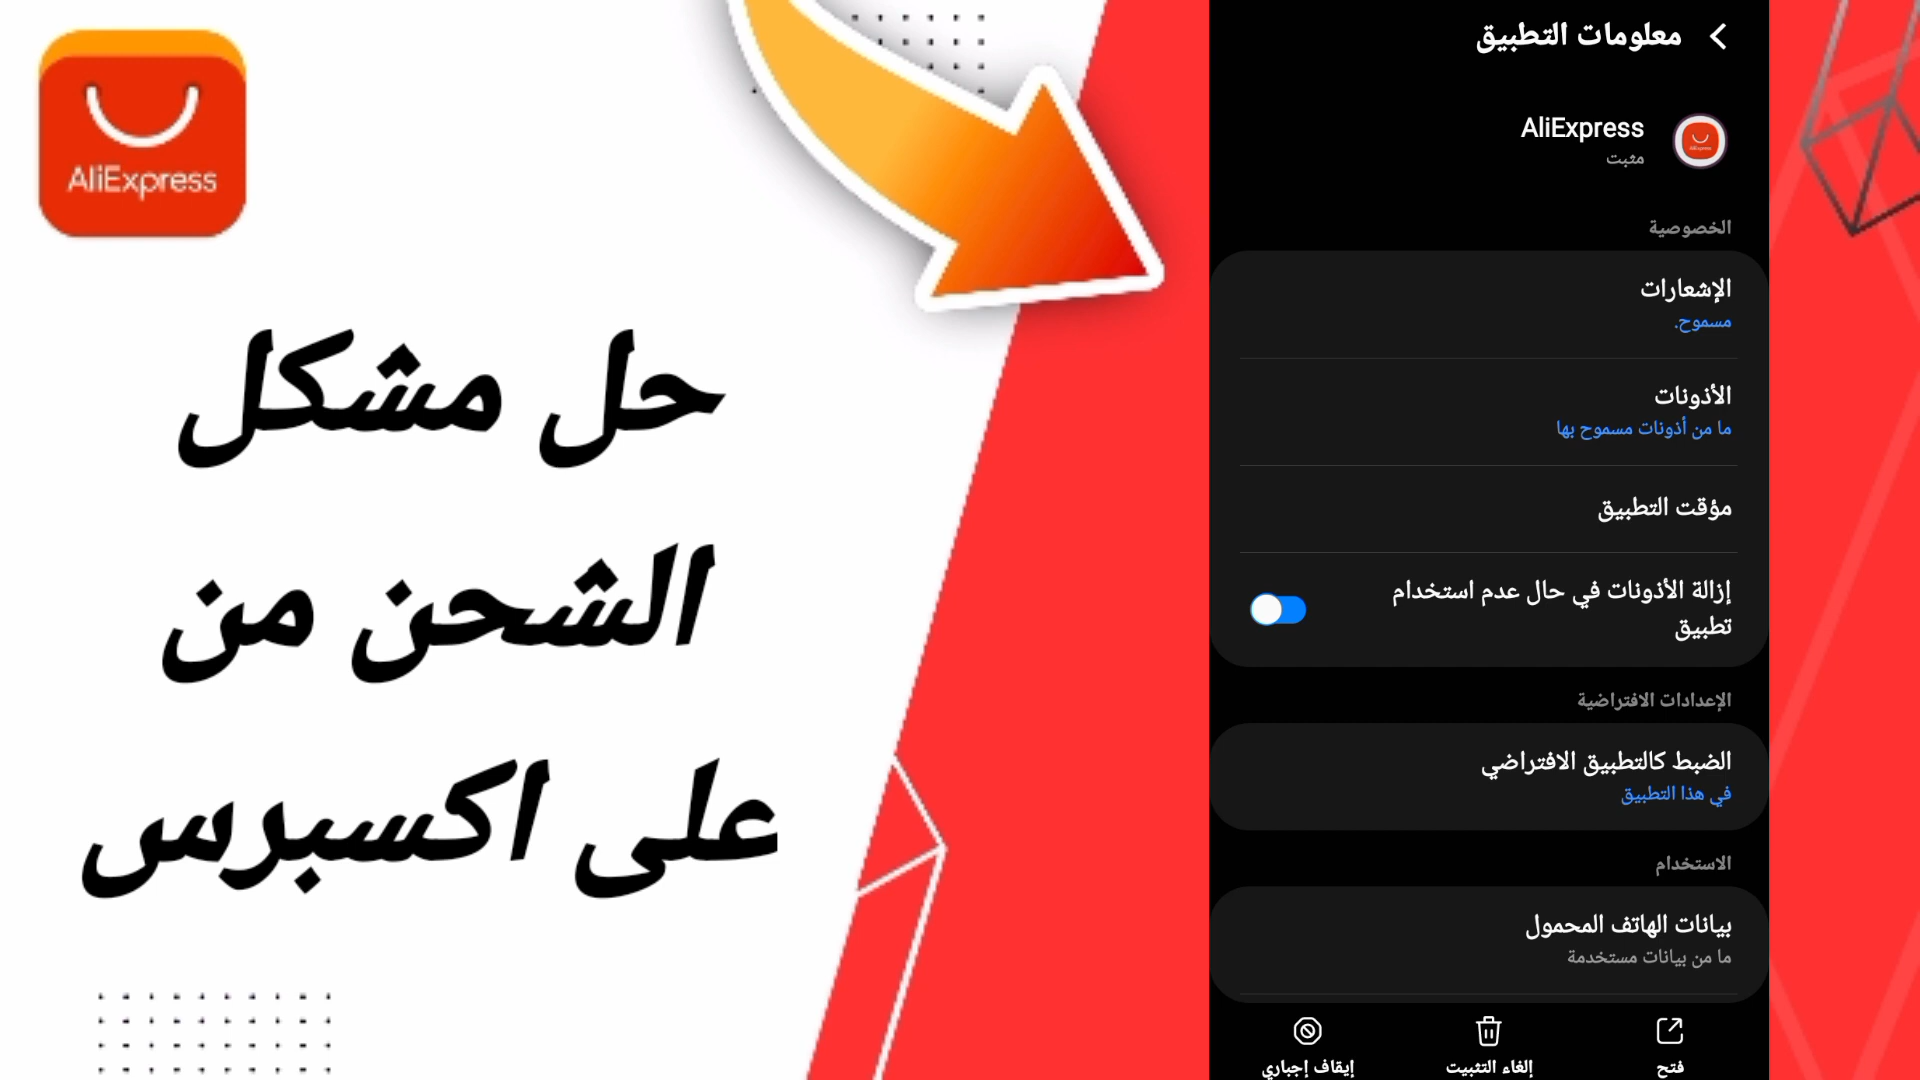 AliExpress
حل مشكل
الشحن من
على اكسبرس
معلومات التطبيق
AliExpress
مثبت
الخصوصية
الإشعارات
مسموح.
الأذونات
ما من أذونات مسموح بها
مؤقت التطبيق
إزالة الأذونات في حال عدم استخدام
تطبيق
الإعدادات الافتراضية
الضبط كالتطبيق الافتراضي
في هذا التطبيق
الاستخدام
بيانات الهاتف المحمول
ما من بيانات مستخدمة
فتح
إلغاء التثبيت
إيقاف إجباري